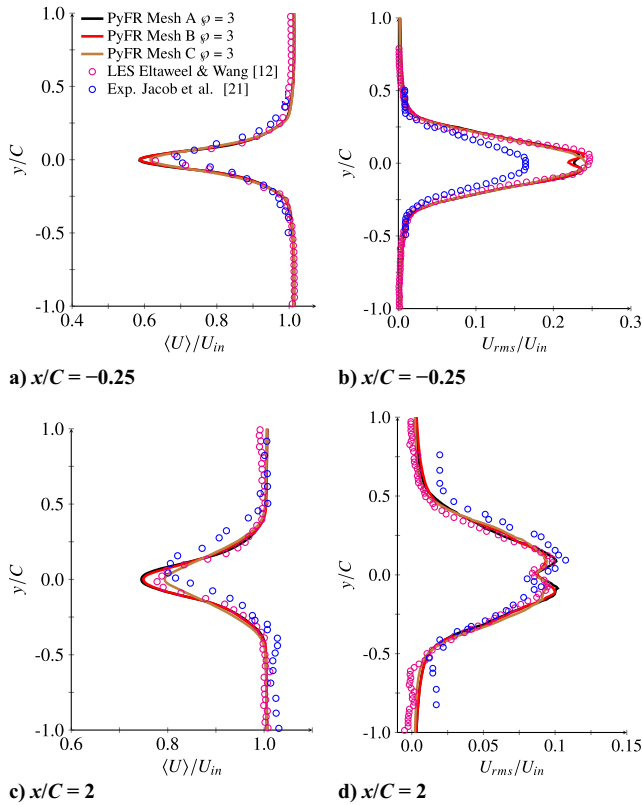 PyFR Mesh A ℘ = 3
PyFR Mesh B ℘ = 3
PyFR Mesh C ℘ = 3
LES Eltaweel & Wang [12]
Exp. Jacob et al. [21]
y/C
1.0
0.5
0.0
-0.5
-1.0
0.4 0.6 0.8 1.0
⟨U⟩/U_in
a) x/C = −0.25
y/C
1.0
0.5
0.0
-0.5
-1.0
0.0 0.1 0.2 0.3
U_rms/U_in
b) x/C = −0.25
y/C
1.0
0.5
0.0
-0.5
-1.0
0.6 0.8 1.0
⟨U⟩/U_in
c) x/C = 2
y/C
1.0
0.5
0.0
-0.5
-1.0
0.0 0.05 0.1 0.15
U_rms/U_in
d) x/C = 2